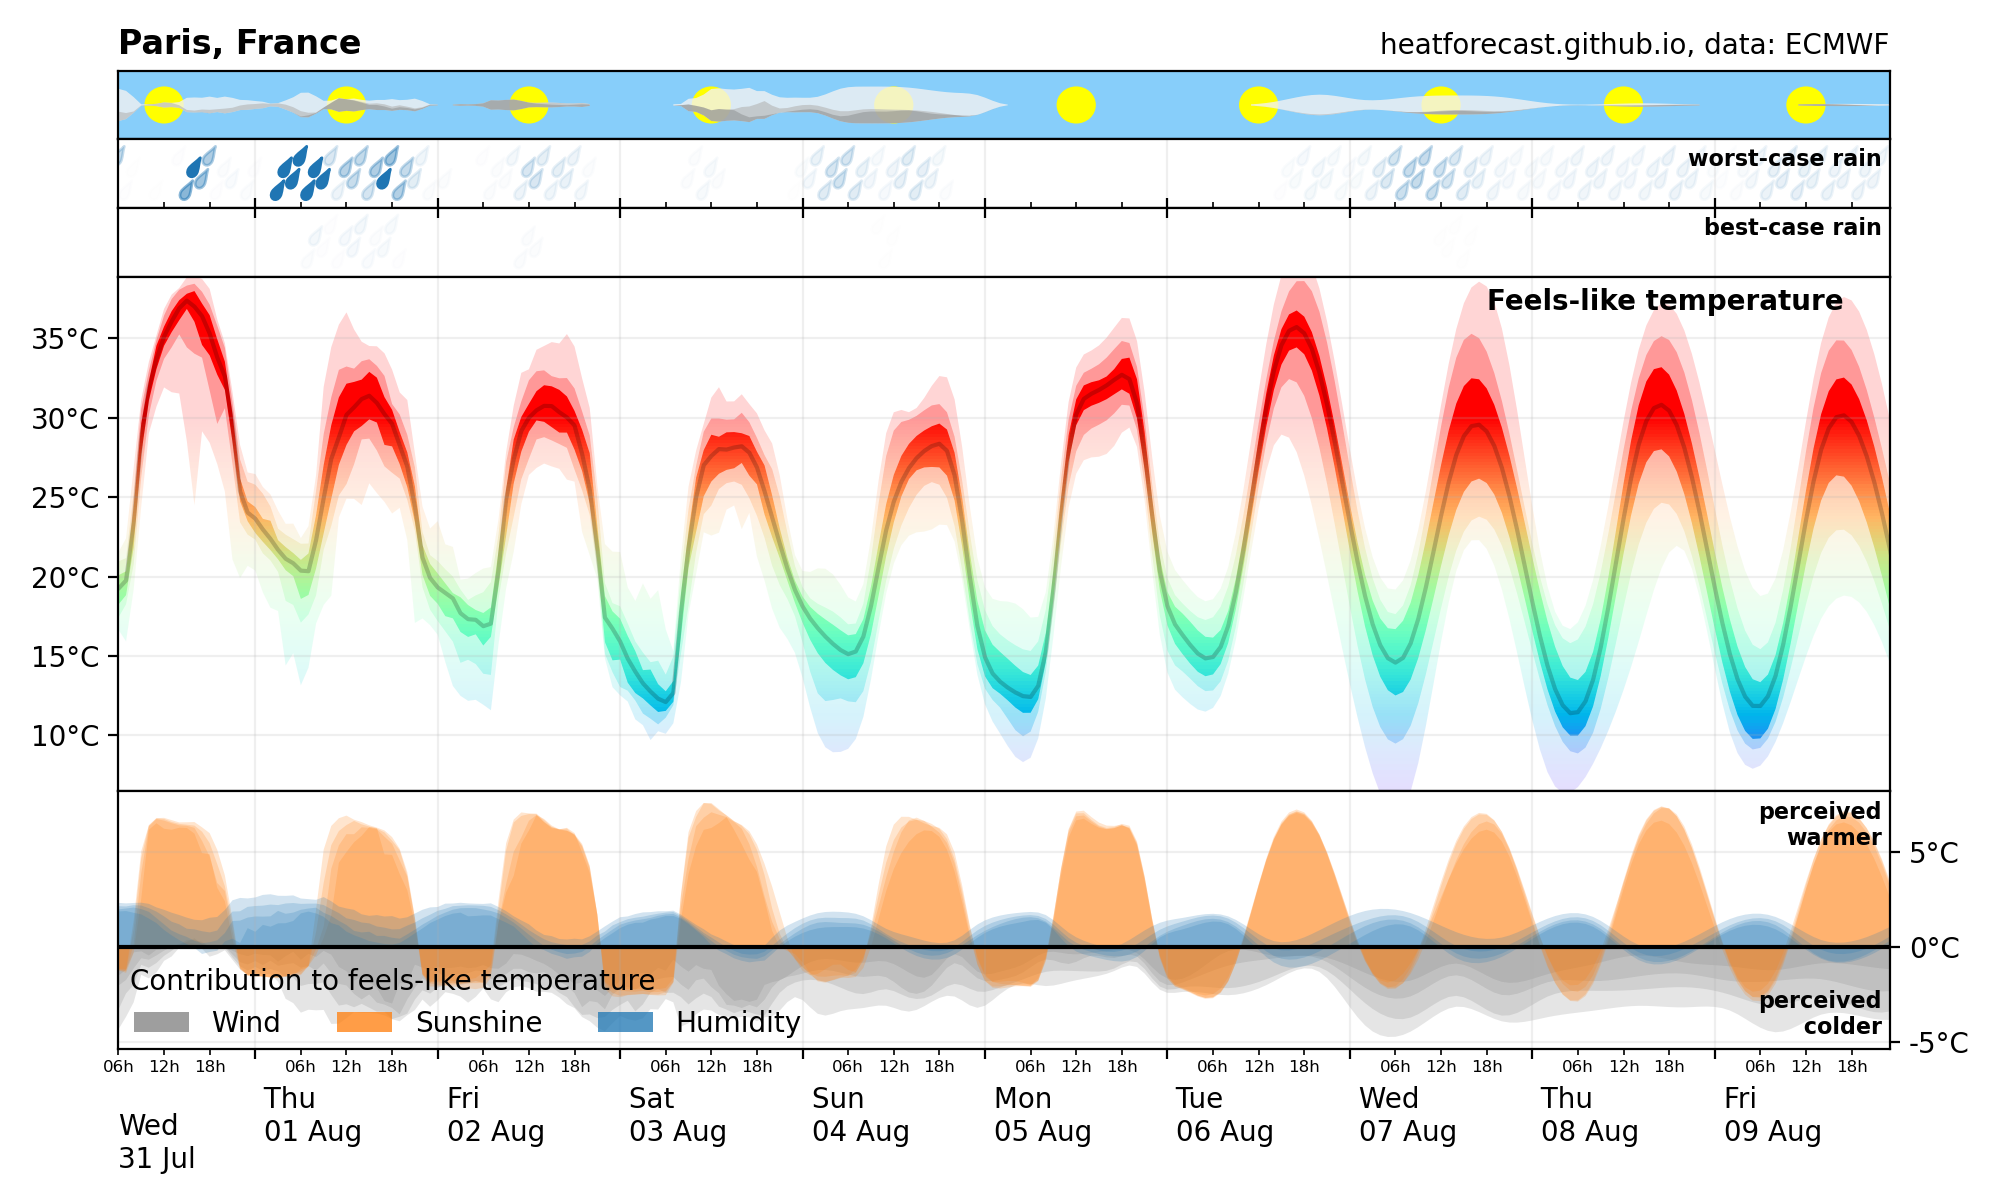 Paris, France
heatforecast.github.io, data: ECMWF
worst-case rain
best-case rain
Feels-like temperature
35°C
30°C
25°C
20°C
15°C
10°C
perceived
warmer
5°C
0°C
-5°C
Contribution to feels-like temperature
Wind Sunshine Humidity
perceived
colder
06h 12h 18h 06h 12h 18h 06h 12h 18h 06h 12h 18h 06h 12h 18h 06h 12h 18h 06h 12h 18h 06h 12h 18h 06h 12h 18h 06h 12h 18h
Wed
31 Jul
Thu
01 Aug
Fri
02 Aug
Sat
03 Aug
Sun
04 Aug
Mon
05 Aug
Tue
06 Aug
Wed
07 Aug
Thu
08 Aug
Fri
09 Aug